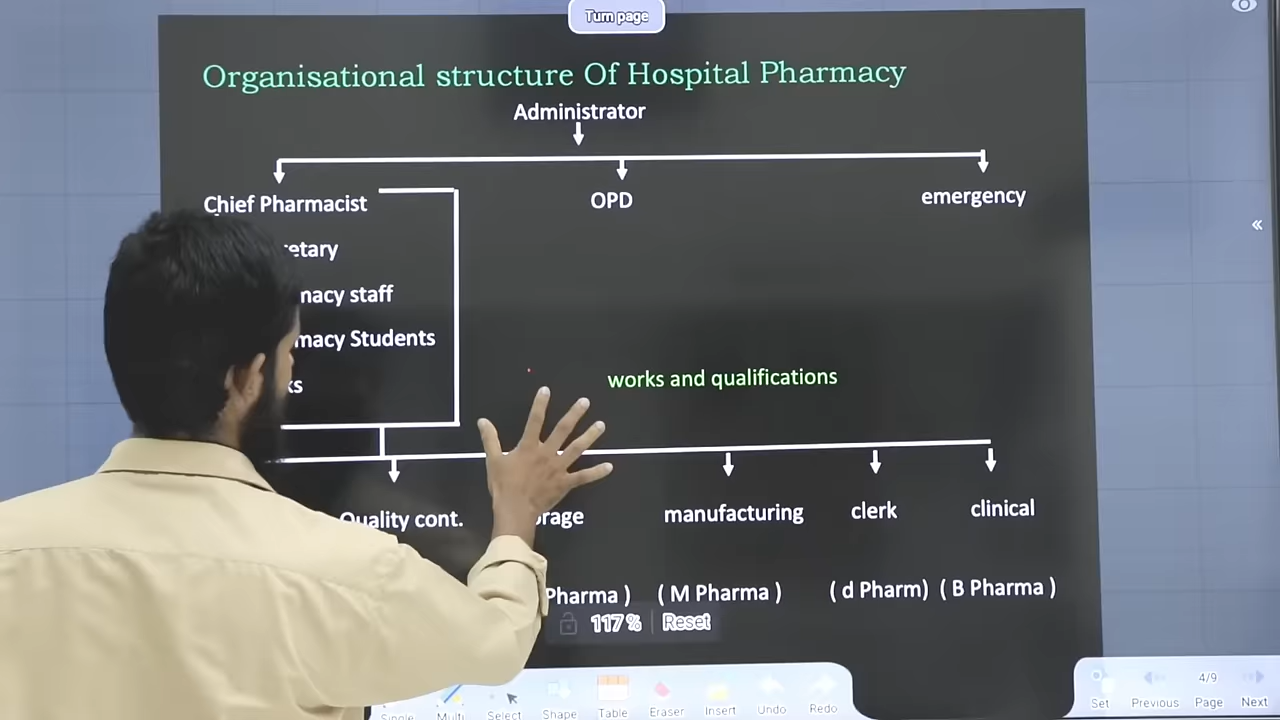 Turn page
Organisational structure Of Hospital Pharmacy
Administrator
Chief Pharmacist OPD emergency
etary
macy staff
macy Students
ks
works and qualifications
Quality cont. orage manufacturing clerk clinical
Pharma ) ( M Pharma ) ( d Pharm) ( B Pharma )
117% Reset
4/9
Single Multi Select Shape Table Eraser Insert Undo Redo
Set Previous Page Next